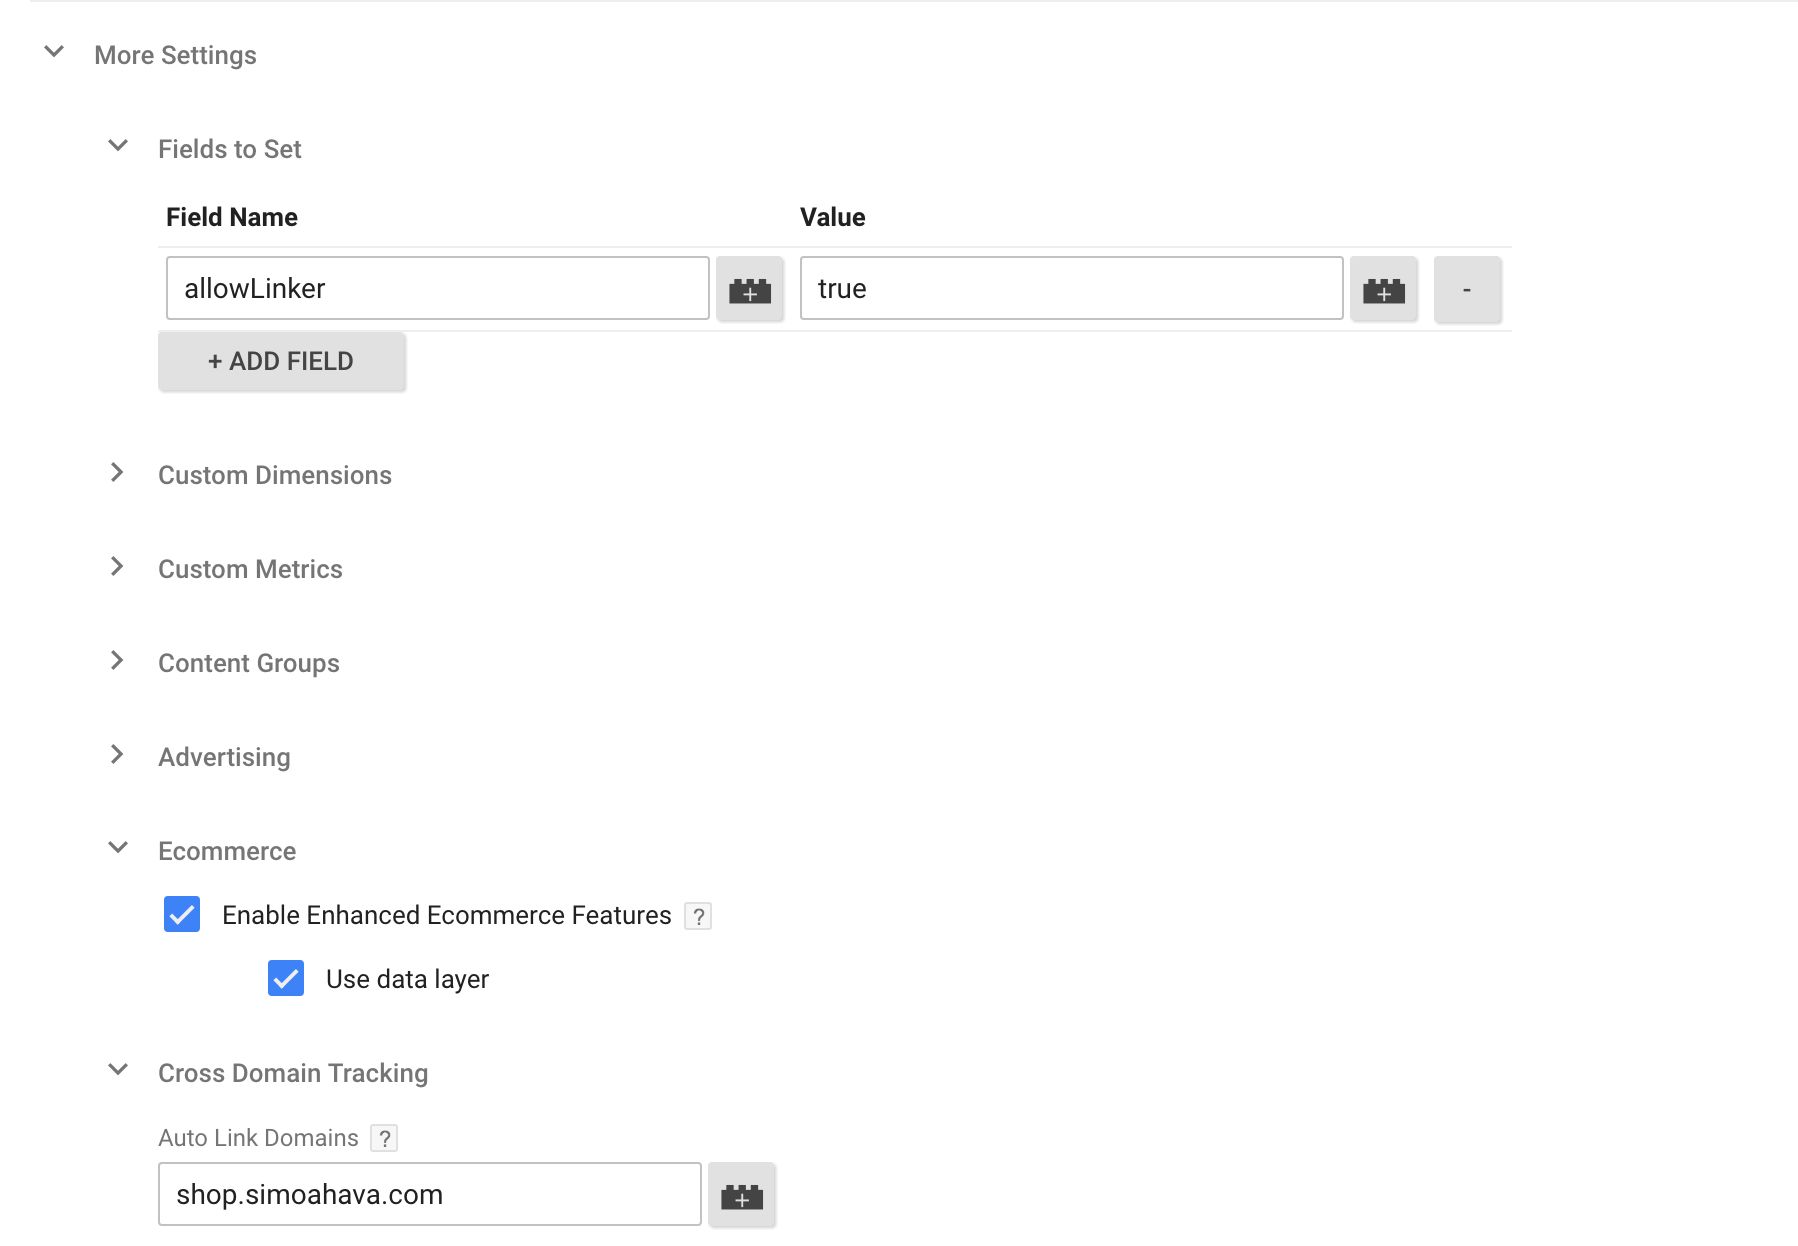 More Settings
Fields to Set
Field Name Value
allowLinker true -
+ ADD FIELD
Custom Dimensions
Custom Metrics
Content Groups
Advertising
Ecommerce
Enable Enhanced Ecommerce Features ?
Use data layer
Cross Domain Tracking
Auto Link Domains ?
shop.simoahava.com